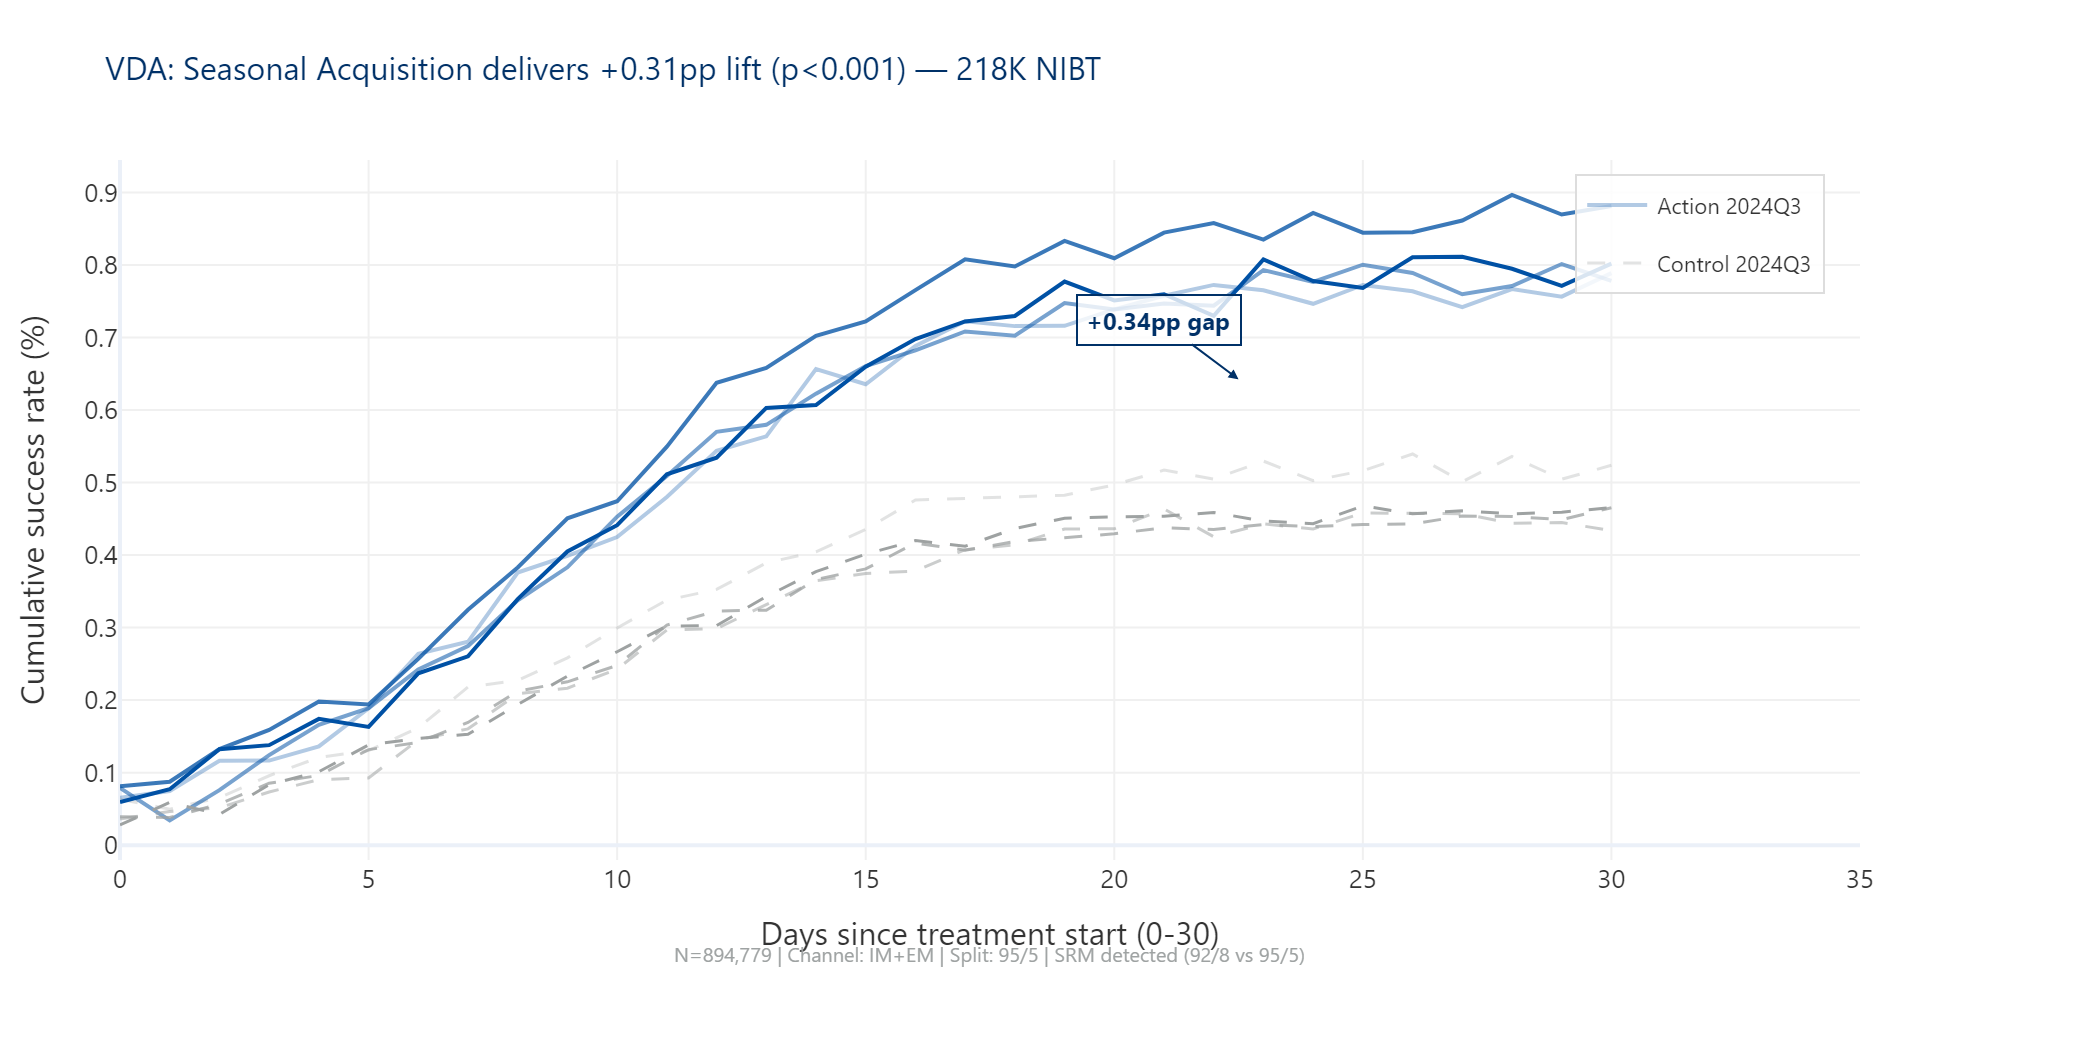 VDA: Seasonal Acquisition delivers +0.31pp lift (p<0.001) — 218K NIBT
Cumulative success rate (%)
0.9
0.8
0.7
0.6
0.5
0.4
0.3
0.2
0.1
0
Action 2024Q3
Control 2024Q3
+0.34pp gap
0 5 10 15 20 25 30 35
Days since treatment start (0-30)
N=894,779 | Channel: IM+EM | Split: 95/5 | SRM detected (92/8 vs 95/5)